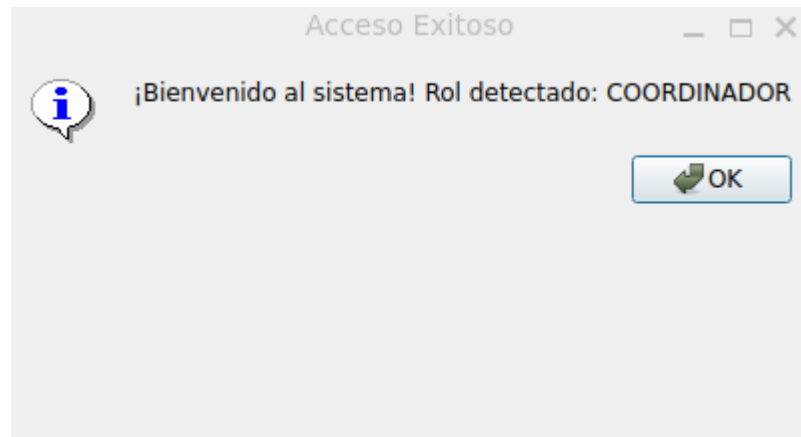 Acceso Exitoso
¡Bienvenido al sistema! Rol detectado: COORDINADOR
OK